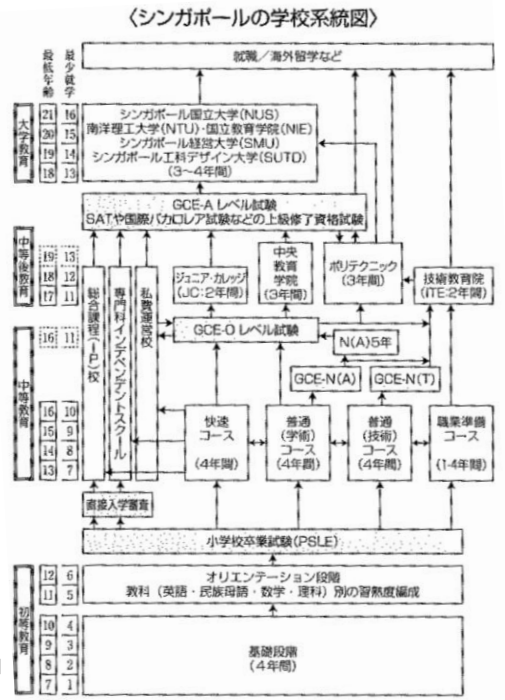 〈シンガポールの学校系統図〉
最低年齢
最少就学
就職／海外留学など
大学教育
21 16
20 15
19 14
18 13
シンガポール国立大学(NUS)
南洋理工大学(NTU)・国立教育学院(NIE)
シンガポール経営大学(SMU)
シンガポール工科デザイン大学(SUTD)
(3〜4年間)
GCE-Aレベル試験
SATや国際バカロレア試験などの上級修了資格試験
中等後教育
19 13
18 12
17 11
総合課程(IP)校
専門科インデペンデントスクール
私費運営校
ジュニア・カレッジ
(JC:2年間)
中央
教育
学院
(3年間)
ポリテクニック
(3年間)
技術教育院
(ITE:2年間)
GCE-Oレベル試験
N(A)5年
GCE-N(A)
GCE-N(T)
中等教育
16 11
16 10
15 9
14 8
13 7
快速
コース
(4年間)
普通
(学術)
コース
(4年間)
普通
(技術)
コース
(4年間)
職業準備
コース
(1-4年間)
直接入学審査
小学校卒業試験(PSLE)
初等教育
12 6
11 5
10 4
9 3
8 2
7 1
オリエンテーション段階
教科（英語・民族母語・数学・理科）別の習熟度編成
基礎段階
(4年間)